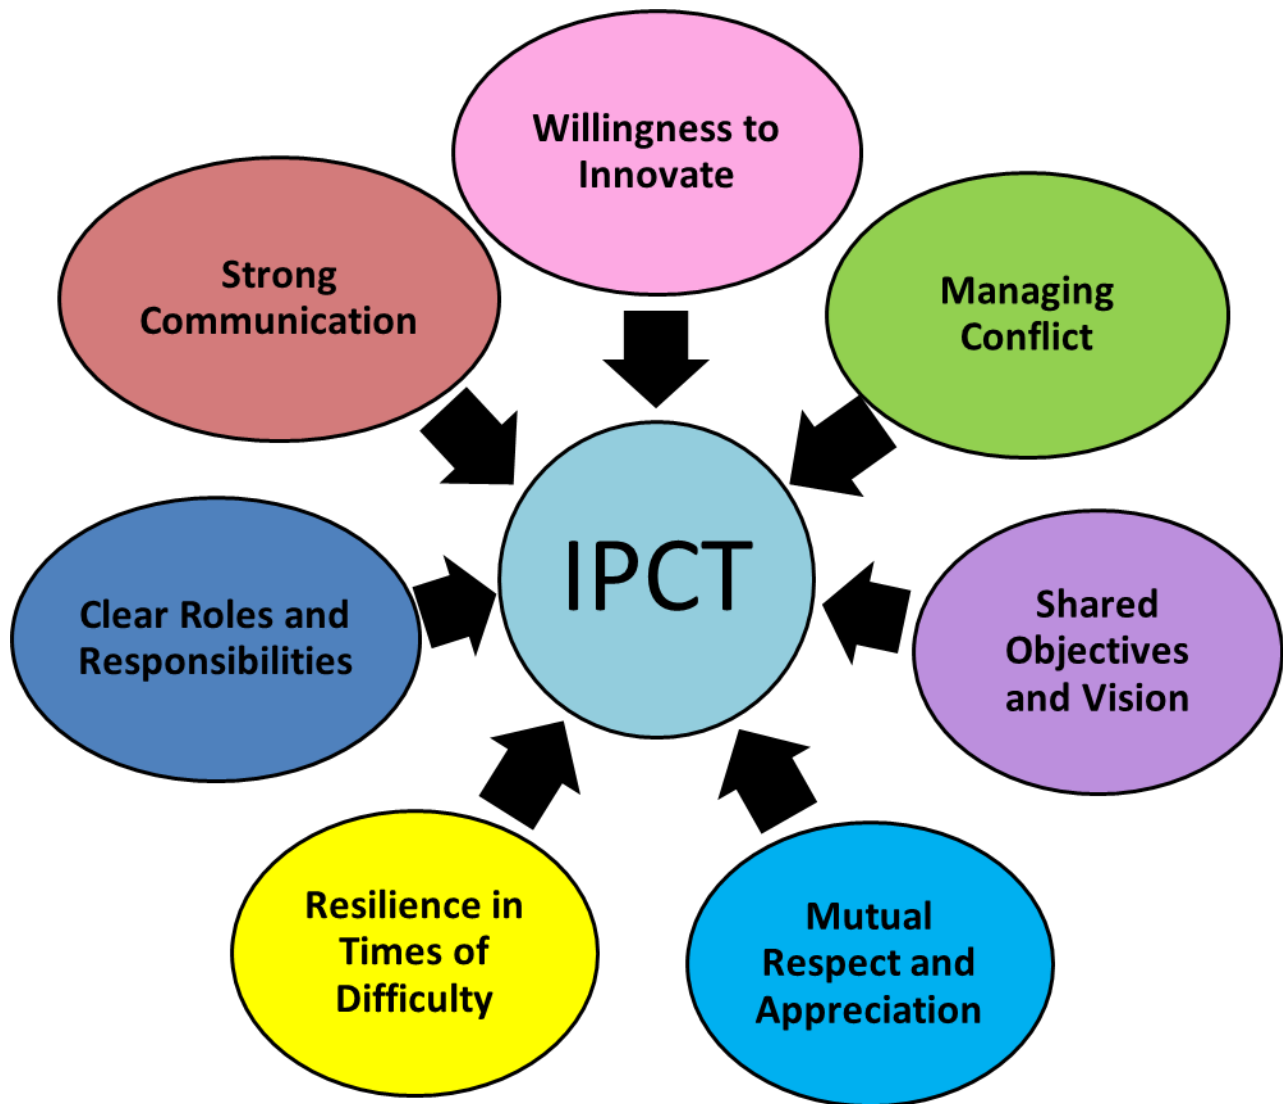 Willingness to
Innovate
Strong
Communication
Managing
Conflict
IPCT
Clear Roles and
Responsibilities
Shared
Objectives
and Vision
Resilience in
Times of
Difficulty
Mutual
Respect and
Appreciation